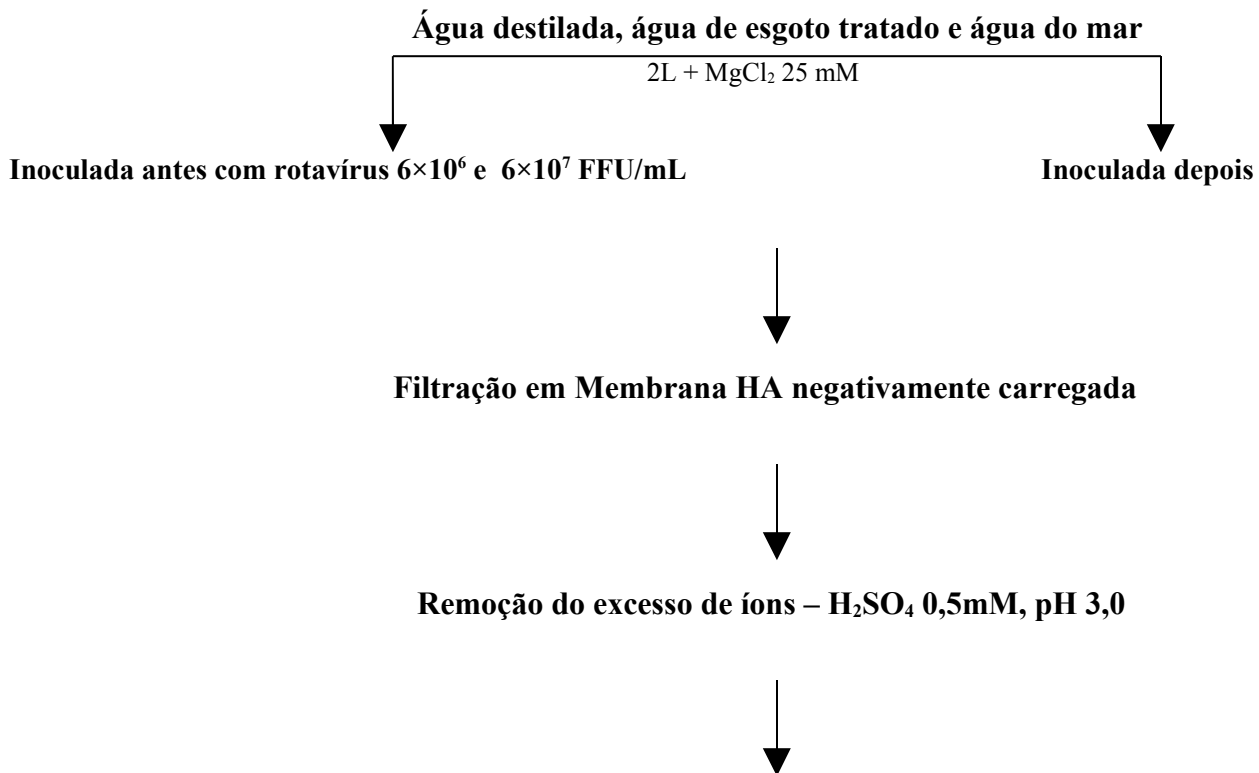 Água destilada, água de esgoto tratado e água do mar
2L + MgCl₂ 25 mM
Inoculada antes com rotavírus 6×10⁶ e 6×10⁷ FFU/mL
Inoculada depois
Filtração em Membrana HA negativamente carregada
Remoção do excesso de íons – H₂SO₄ 0,5mM, pH 3,0